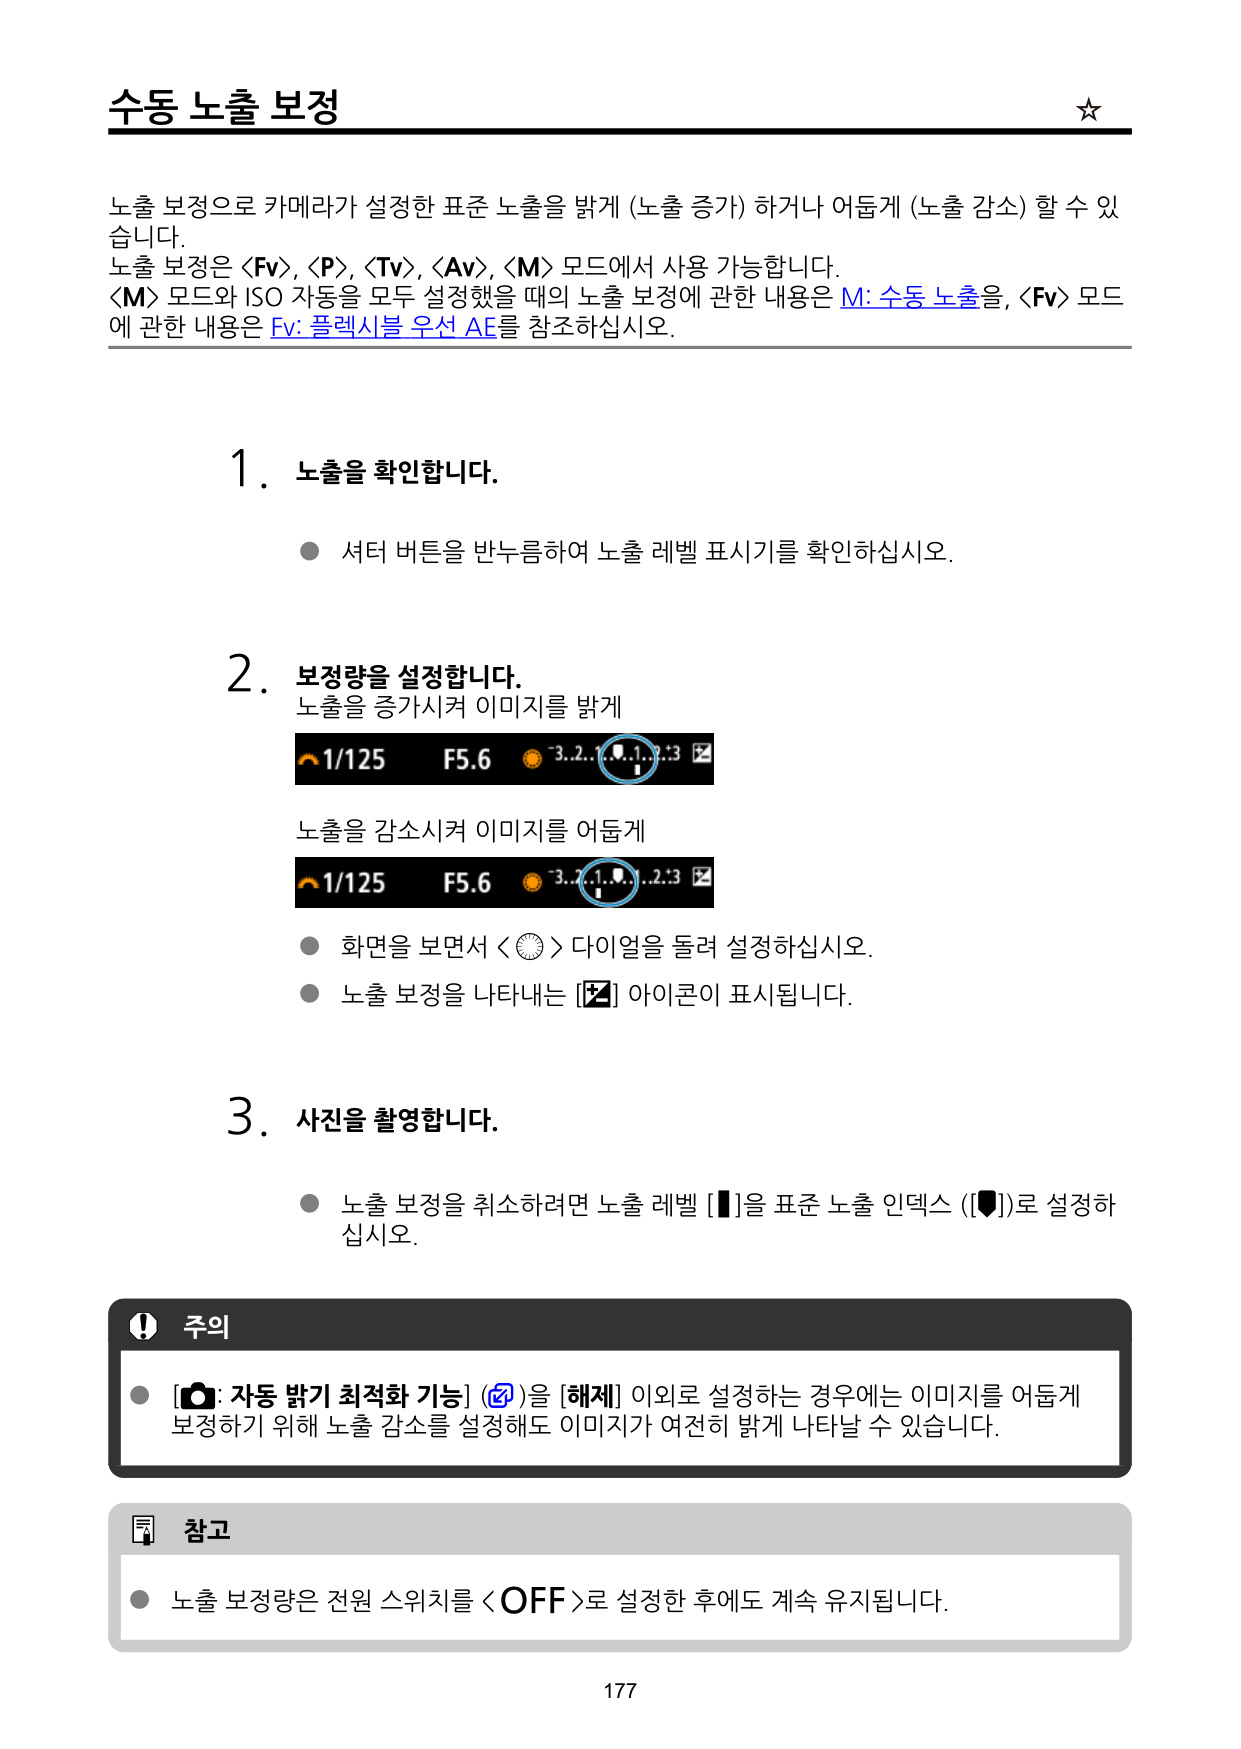 수동 노출 보정 ☆
노출 보정으로 카메라가 설정한 표준 노출을 밝게 (노출 증가) 하거나 어둡게 (노출 감소) 할 수 있
습니다.
노출 보정은 <Fv>, <P>, <Tv>, <Av>, <M> 모드에서 사용 가능합니다.
<M> 모드와 ISO 자동을 모두 설정했을 때의 노출 보정에 관한 내용은 M: 수동 노출을, <Fv> 모드
에 관한 내용은 Fv: 플렉시블 우선 AE를 참조하십시오.
1. 노출을 확인합니다.
● 셔터 버튼을 반누름하여 노출 레벨 표시기를 확인하십시오.
2. 보정량을 설정합니다.
노출을 증가시켜 이미지를 밝게
1/125 F5.6 -3..2..1..0..1..2..+3
노출을 감소시켜 이미지를 어둡게
1/125 F5.6 -3..2..1..0..1..2..+3
● 화면을 보면서 < > 다이얼을 돌려 설정하십시오.
● 노출 보정을 나타내는 [ ] 아이콘이 표시됩니다.
3. 사진을 촬영합니다.
● 노출 보정을 취소하려면 노출 레벨 [ ]을 표준 노출 인덱스 ([ ])로 설정하
십시오.
주의
● [ : 자동 밝기 최적화 기능] ( )을 [해제] 이외로 설정하는 경우에는 이미지를 어둡게
보정하기 위해 노출 감소를 설정해도 이미지가 여전히 밝게 나타날 수 있습니다.
참고
● 노출 보정량은 전원 스위치를 < OFF >로 설정한 후에도 계속 유지됩니다.
177